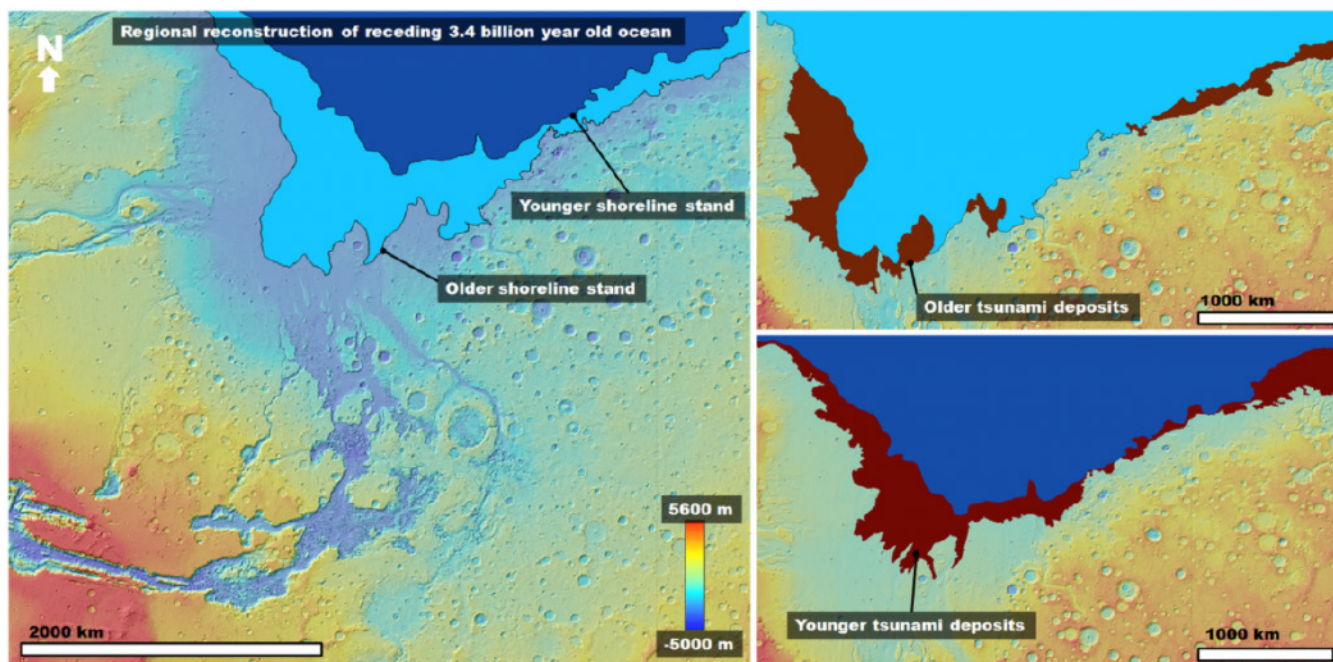 Regional reconstruction of receding 3.4 billion year old ocean
N
Younger shoreline stand
Older shoreline stand
5600 m
-5000 m
2000 km
Older tsunami deposits
1000 km
Younger tsunami deposits
1000 km